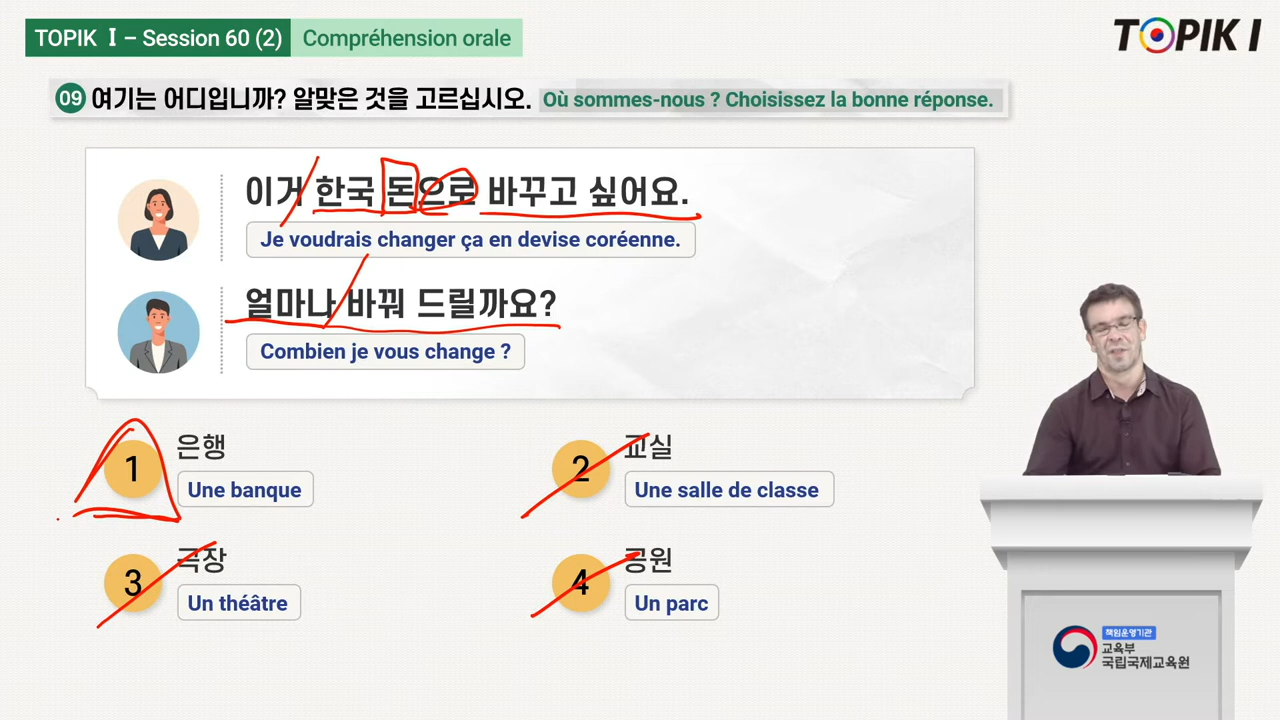 TOPIK I – Session 60 (2) Compréhension orale
TOPIK I
09 여기는 어디입니까? 알맞은 것을 고르십시오. Où sommes-nous ? Choisissez la bonne réponse.
이거 한국 돈으로 바꾸고 싶어요.
Je voudrais changer ça en devise coréenne.
얼마나 바꿔 드릴까요?
Combien je vous change ?
1 은행
Une banque
2 교실
Une salle de classe
3 극장
Un théâtre
4 공원
Un parc
책임운영기관
교육부
국립국제교육원